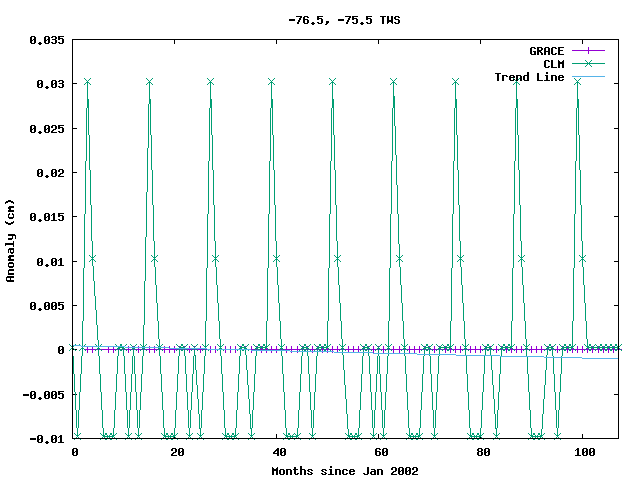 -76.5, -75.5 TWS
0.035
0.03
0.025
0.02
0.015
0.01
0.005
0
-0.005
-0.01
Anomaly (cm)
GRACE
CLM
Trend Line
0 20 40 60 80 100
Months since Jan 2002